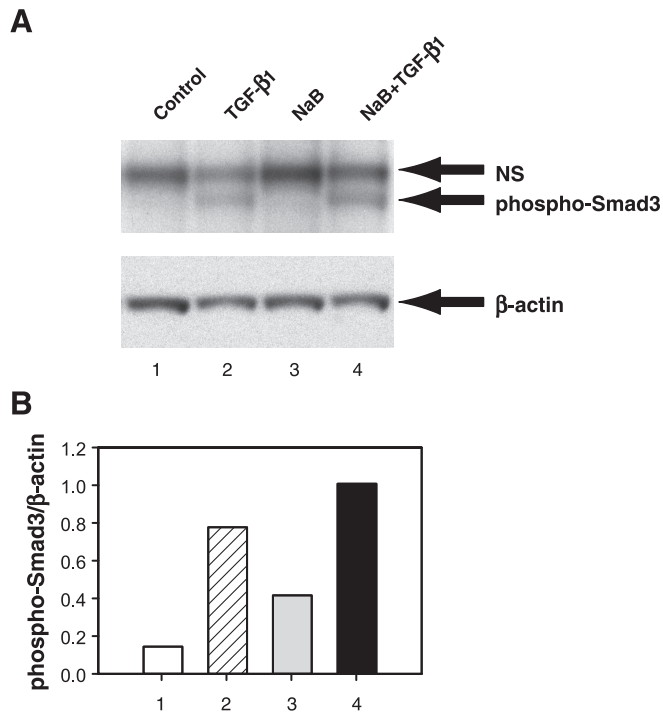 A
Control
TGF-β1
NaB
NaB+TGF-β1
NS
phospho-Smad3
β-actin
1 2 3 4
B
phospho-Smad3/β-actin
1.2
1.0
0.8
0.6
0.4
0.2
0.0
1 2 3 4